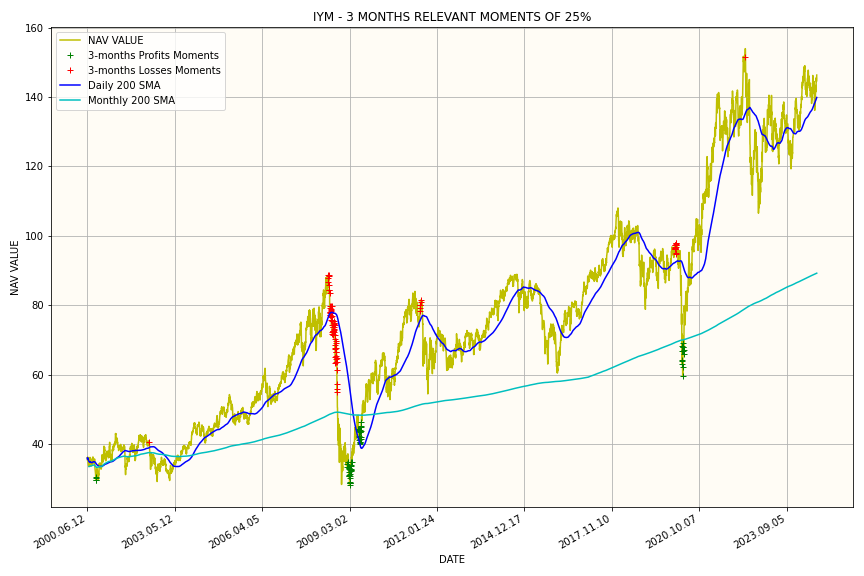 IYM - 3 MONTHS RELEVANT MOMENTS OF 25%
NAV VALUE
3-months Profits Moments
3-months Losses Moments
Daily 200 SMA
Monthly 200 SMA
160
140
120
100
80
60
40
NAV VALUE
2000.06.12
2003.05.12
2006.04.05
2009.03.02
2012.01.24
2014.12.17
2017.11.10
2020.10.07
2023.09.05
DATE